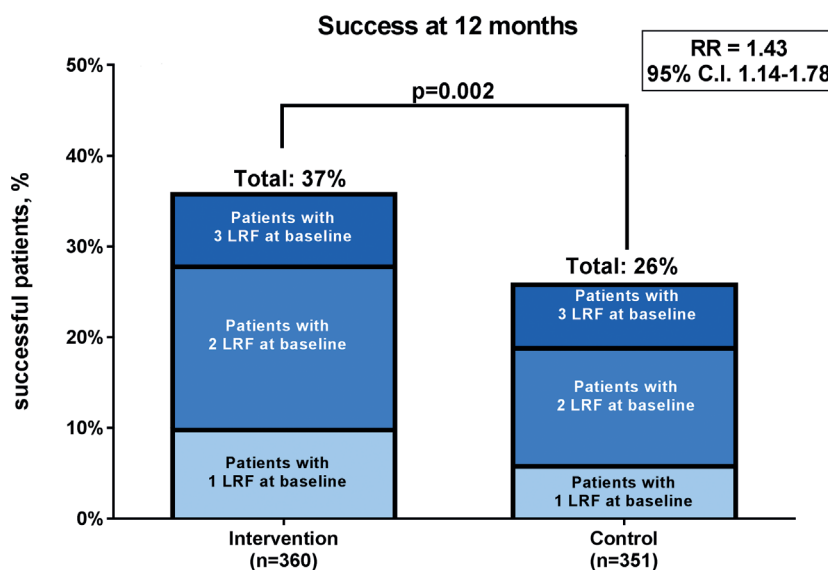 Success at 12 months
RR = 1.43
95% C.I. 1.14-1.78
p=0.002
successful patients, %
50%
40%
30%
20%
10%
0%
Total: 37%
Patients with
3 LRF at baseline
Patients with
2 LRF at baseline
Patients with
1 LRF at baseline
Total: 26%
Patients with
3 LRF at baseline
Patients with
2 LRF at baseline
Patients with
1 LRF at baseline
Intervention
(n=360)
Control
(n=351)